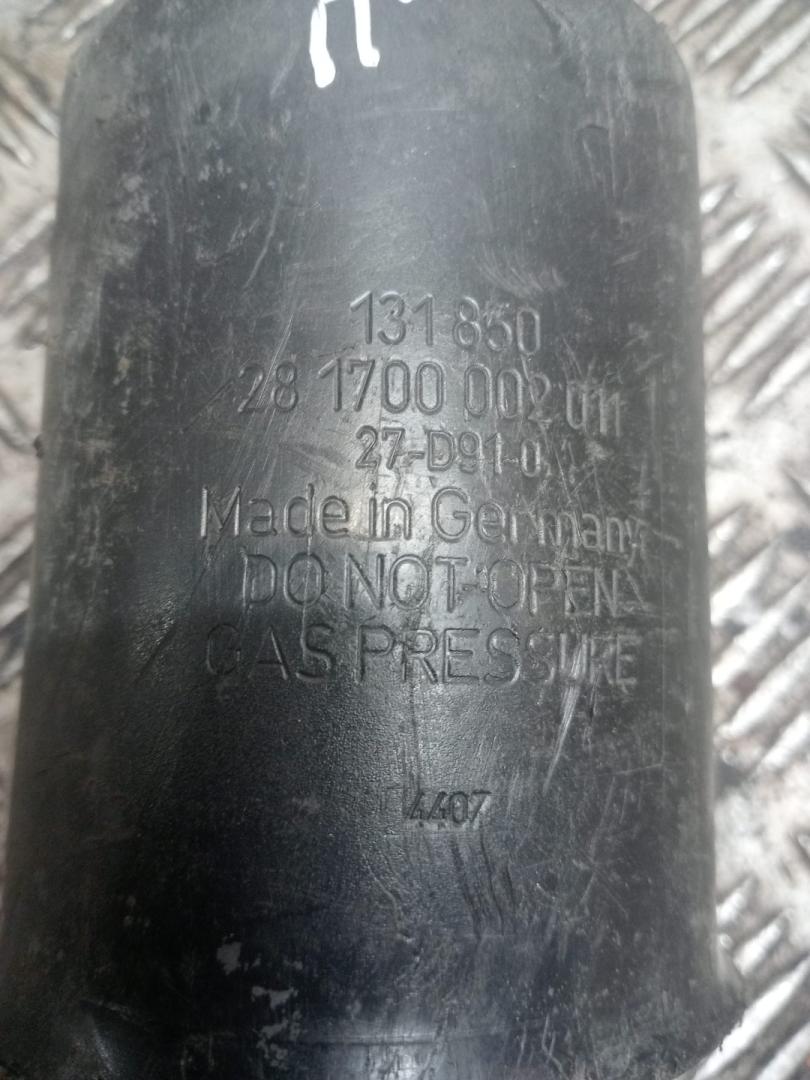 131 850
28 1700 002 011
27-D91-0
Made in Germany
DO NOT OPEN
GAS PRESSURE
4407